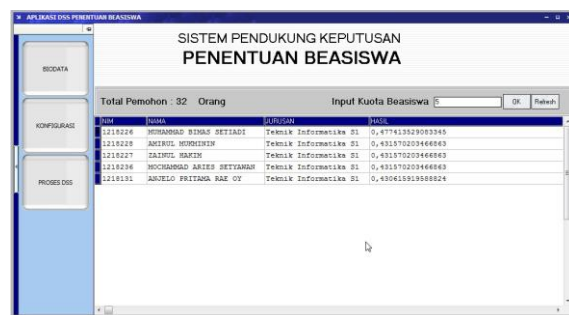 APLIKASI DSS PENENTUAN BEASISWA
SISTEM PENDUKUNG KEPUTUSAN
PENENTUAN BEASISWA
BIODATA
KONFIGURASI
PROSES DSS
Total Pemohon : 32 Orang Input Kuota Beasiswa 5 OK Refresh
NIM NAMA JURUSAN HASIL
1218226 MUHAMMAD BIMAS SETIADI Teknik Informatika S1 0,477413529083345
1218228 AMIRUL MUKMININ Teknik Informatika S1 0,431570203466863
1218227 ZAINUL HAKIM Teknik Informatika S1 0,431570203466863
1218236 MOCHAMMAD ARIES SETYAWAN Teknik Informatika S1 0,431570203466863
1218131 ANJELO PRITAMA RAE OY Teknik Informatika S1 0,430615919588824